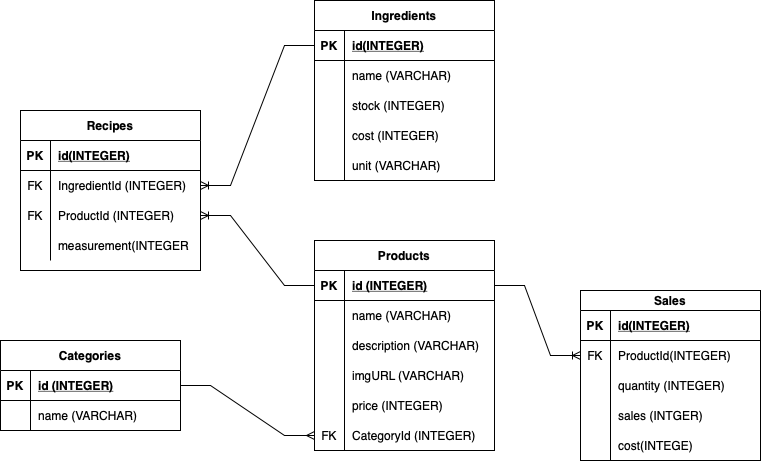 Ingredients
PK id(INTEGER)
name (VARCHAR)
stock (INTEGER)
cost (INTEGER)
unit (VARCHAR)
Recipes
PK id(INTEGER)
FK IngredientId (INTEGER)
FK ProductId (INTEGER)
measurement(INTEGER
Products
PK id (INTEGER)
name (VARCHAR)
description (VARCHAR)
imgURL (VARCHAR)
price (INTEGER)
FK CategoryId (INTEGER)
Sales
PK id(INTEGER)
FK ProductId(INTEGER)
quantity (INTEGER)
sales (INTGER)
cost(INTEGE)
Categories
PK id (INTEGER)
name (VARCHAR)